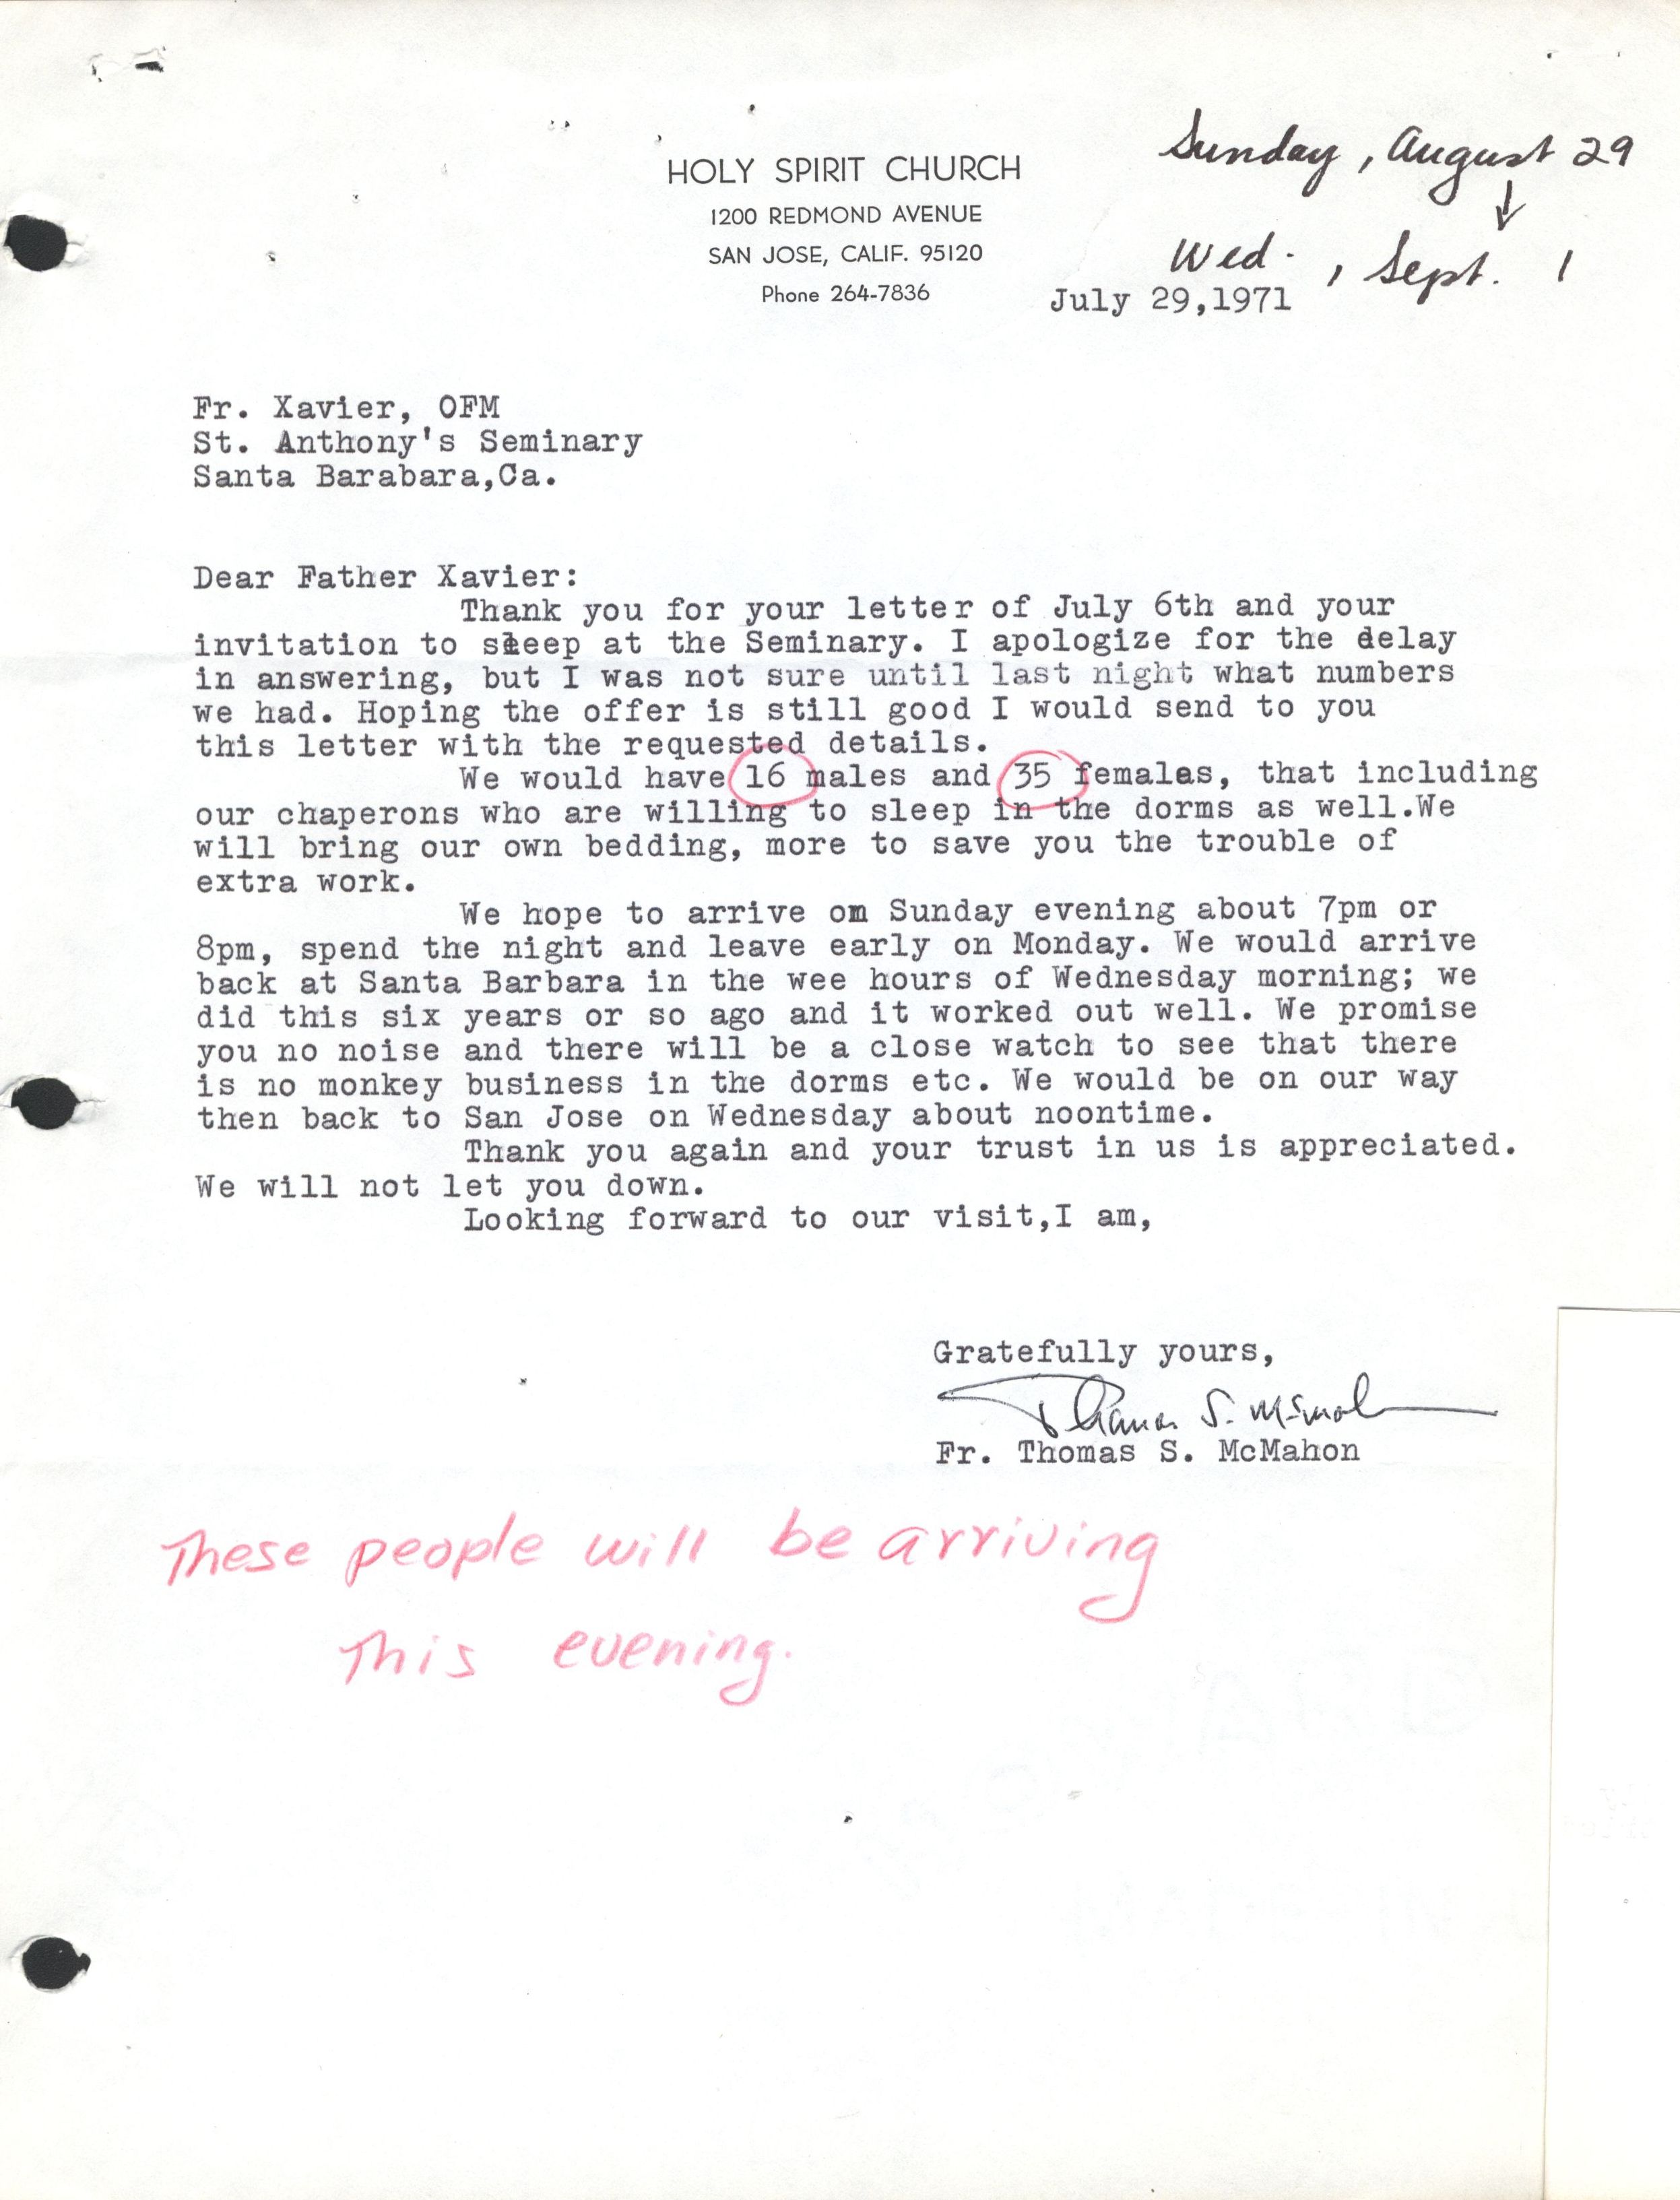 HOLY SPIRIT CHURCH
1200 REDMOND AVENUE
SAN JOSE, CALIF. 95120
Phone 264-7836
Sunday, August 29
↓
Wed., Sept. 1
July 29,1971
Fr. Xavier, OFM
St. Anthony's Seminary
Santa Barabara,Ca.
Dear Father Xavier:
Thank you for your letter of July 6th and your
invitation to sleep at the Seminary. I apologize for the delay
in answering, but I was not sure until last night what numbers
we had. Hoping the offer is still good I would send to you
this letter with the requested details.
We would have 16 males and 35 females, that including
our chaperons who are willing to sleep in the dorms as well.We
will bring our own bedding, more to save you the trouble of
extra work.
We hope to arrive on Sunday evening about 7pm or
8pm, spend the night and leave early on Monday. We would arrive
back at Santa Barbara in the wee hours of Wednesday morning; we
did this six years or so ago and it worked out well. We promise
you no noise and there will be a close watch to see that there
is no monkey business in the dorms etc. We would be on our way
then back to San Jose on Wednesday about noontime.
Thank you again and your trust in us is appreciated.
We will not let you down.
Looking forward to our visit,I am,
Gratefully yours,
Thomas S. McMahon
Fr. Thomas S. McMahon
These people will be arriving
This evening.